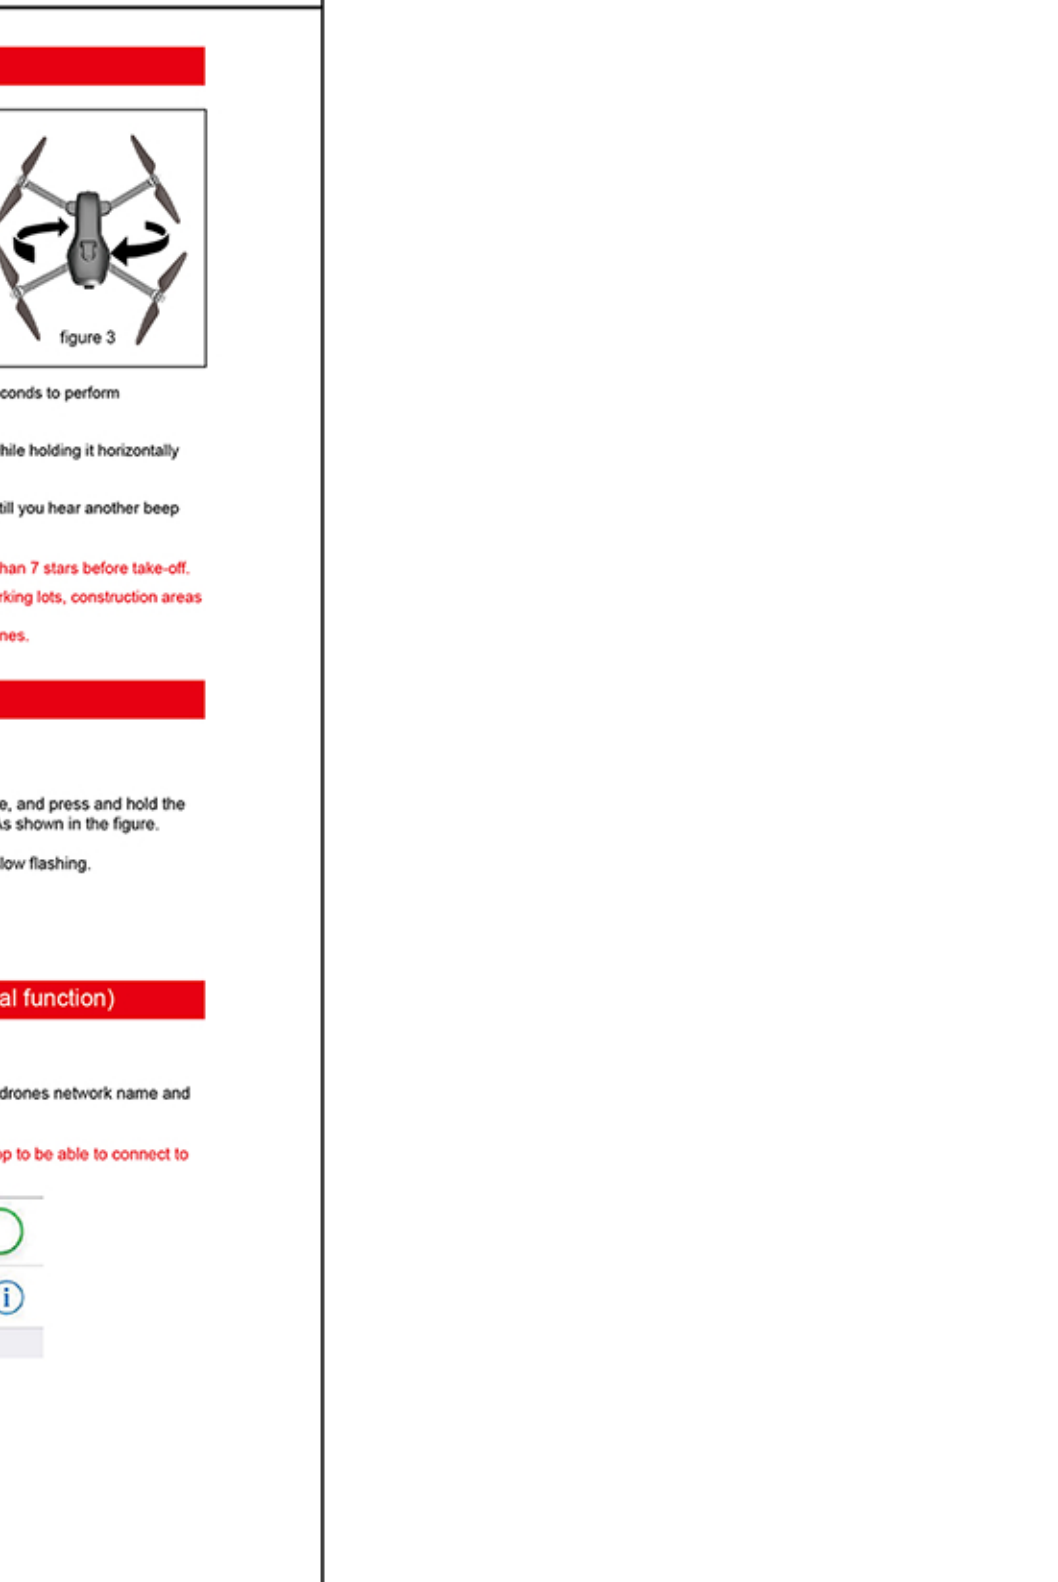 figure 3
conds to perform
hile holding it horizontally
till you hear another beep
han 7 stars before take-off.
rking lots, construction areas
nes.
e, and press and hold the
As shown in the figure.
low flashing.
al function)
drones network name and
op to be able to connect to
i